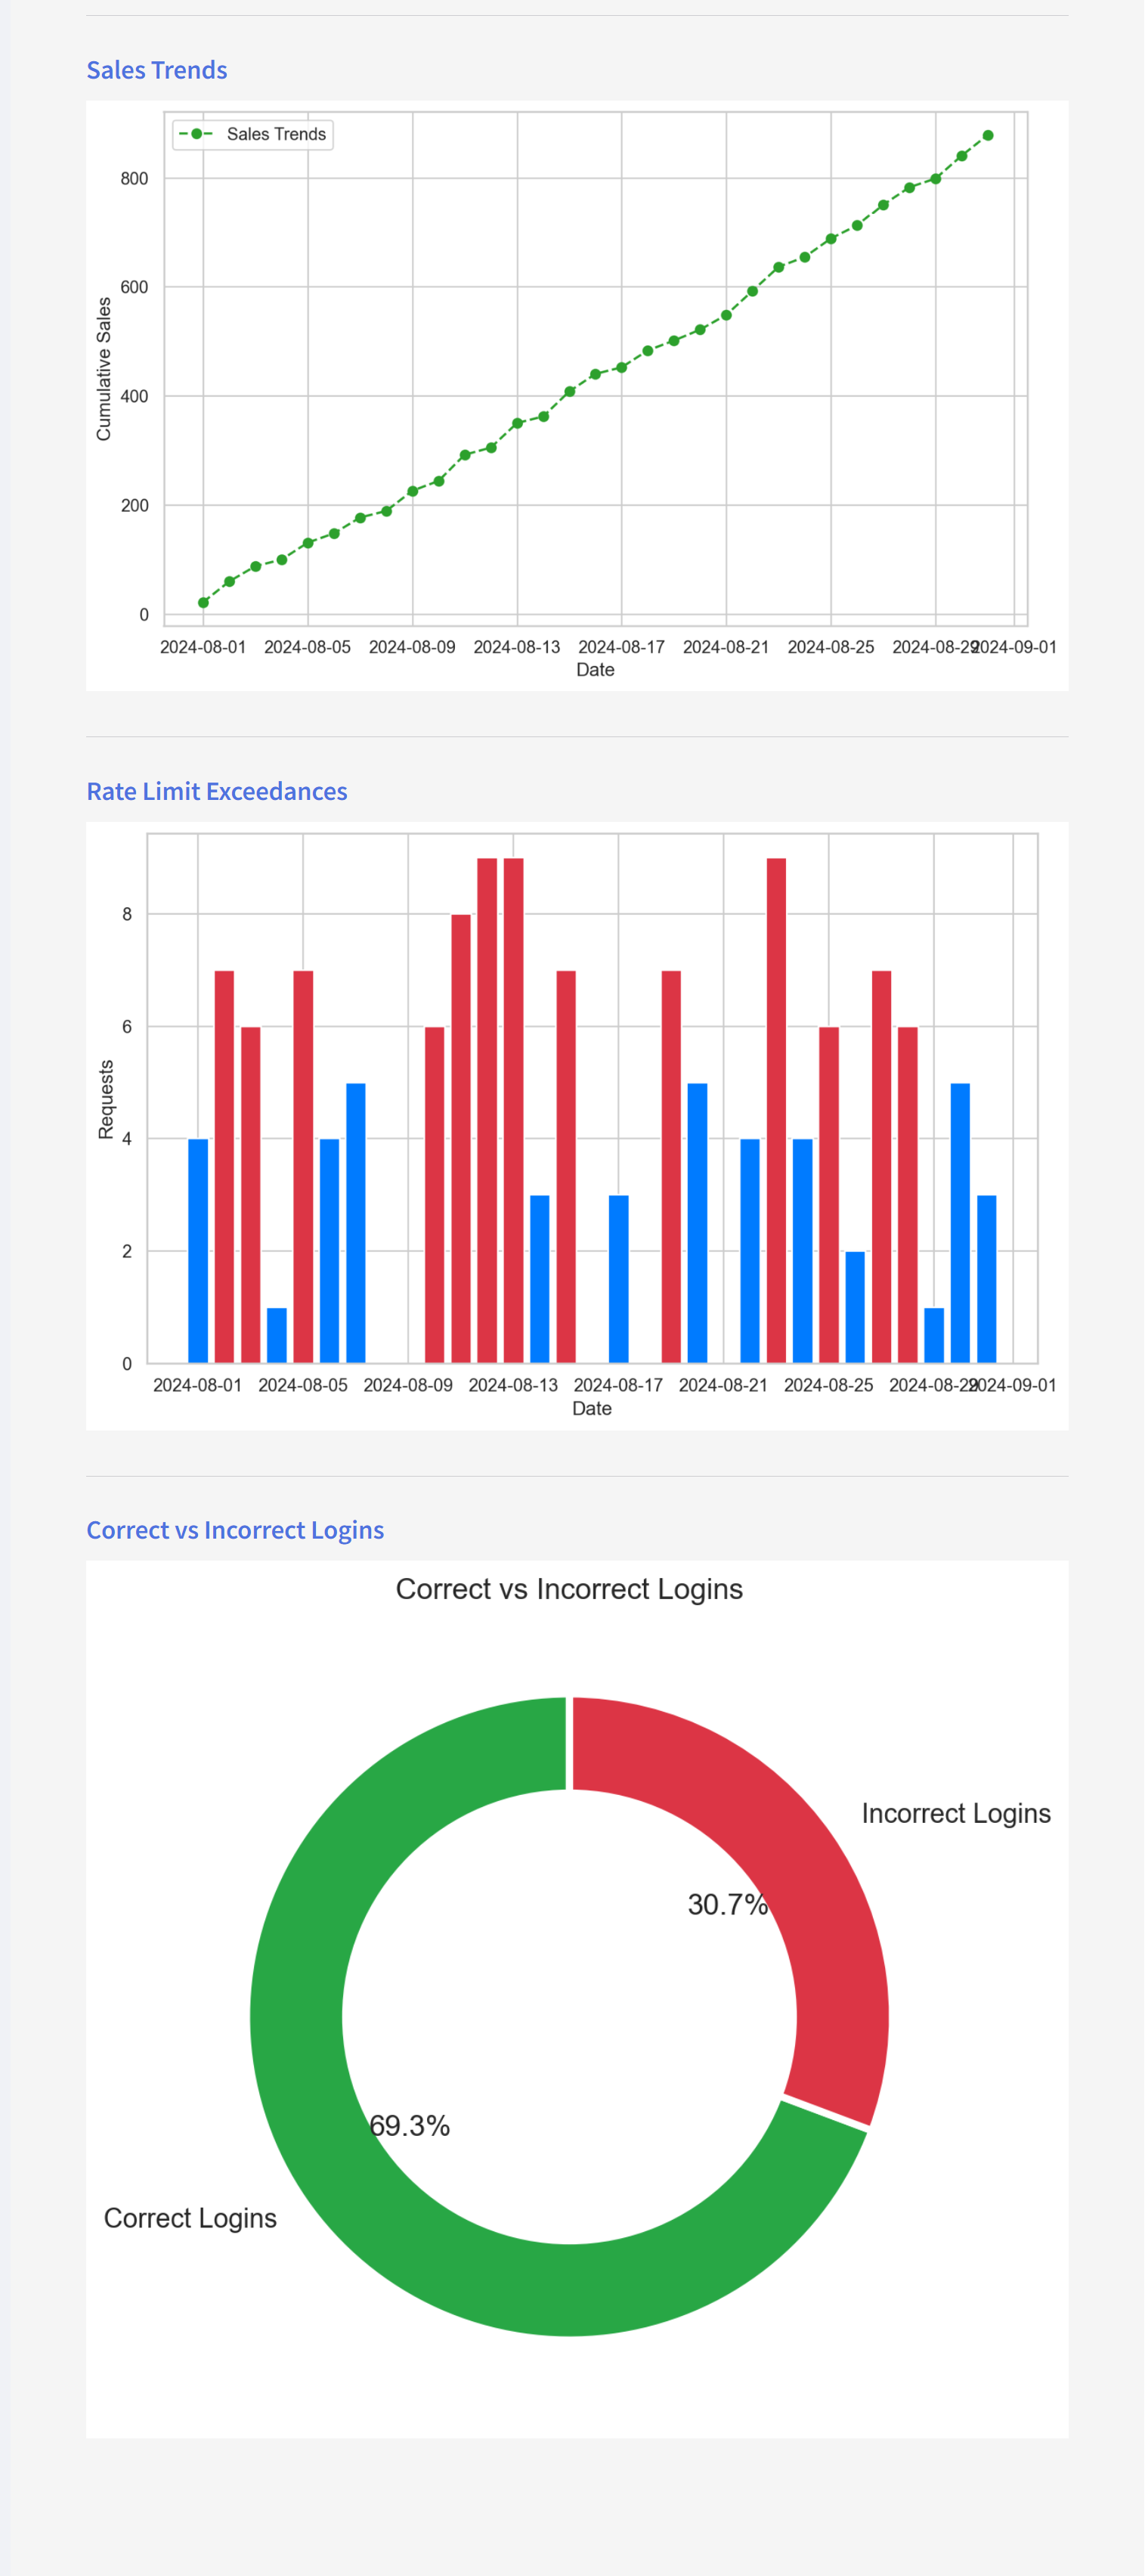 Sales Trends
Sales Trends
800
600
400
200
0
Cumulative Sales
2024-08-01 2024-08-05 2024-08-09 2024-08-13 2024-08-17 2024-08-21 2024-08-25 2024-08-29 2024-09-01
Date
Rate Limit Exceedances
8
6
4
2
0
Requests
2024-08-01 2024-08-05 2024-08-09 2024-08-13 2024-08-17 2024-08-21 2024-08-25 2024-08-29 2024-09-01
Date
Correct vs Incorrect Logins
Correct vs Incorrect Logins
Incorrect Logins
30.7%
69.3%
Correct Logins